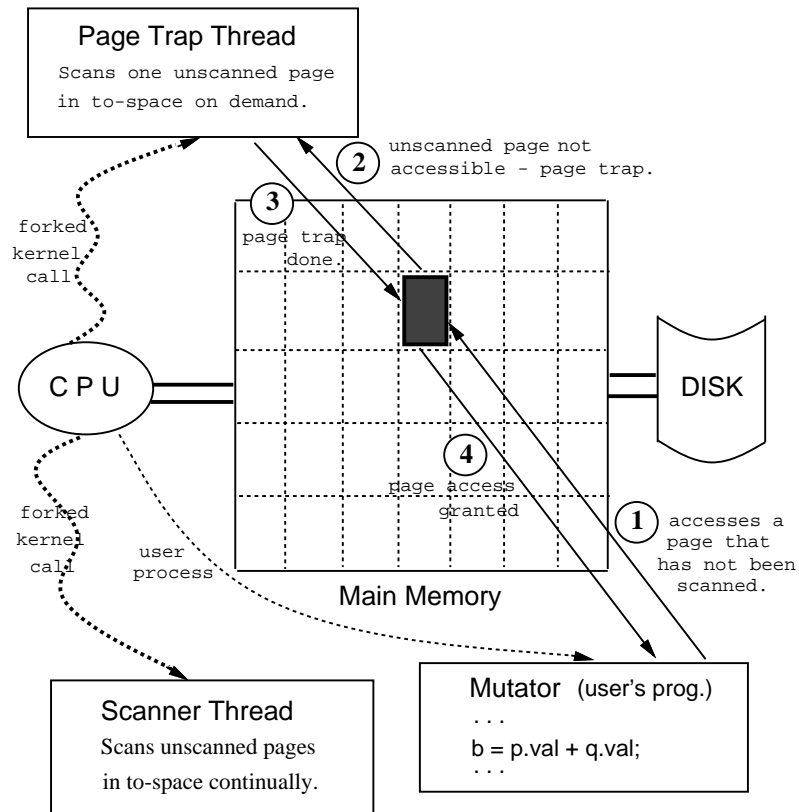 Page Trap Thread
Scans one unscanned page
in to-space on demand.
2
unscanned page not
accessible - page trap.
3
page trap
done.
forked
kernel
call
C P U
DISK
4
page access
granted
1
accesses a
page that
has not been
scanned.
forked
kernel
call
user
process
Main Memory
Scanner Thread
Scans unscanned pages
in to-space continually.
Mutator (user's prog.)
. . .
b = p.val + q.val;
. . .